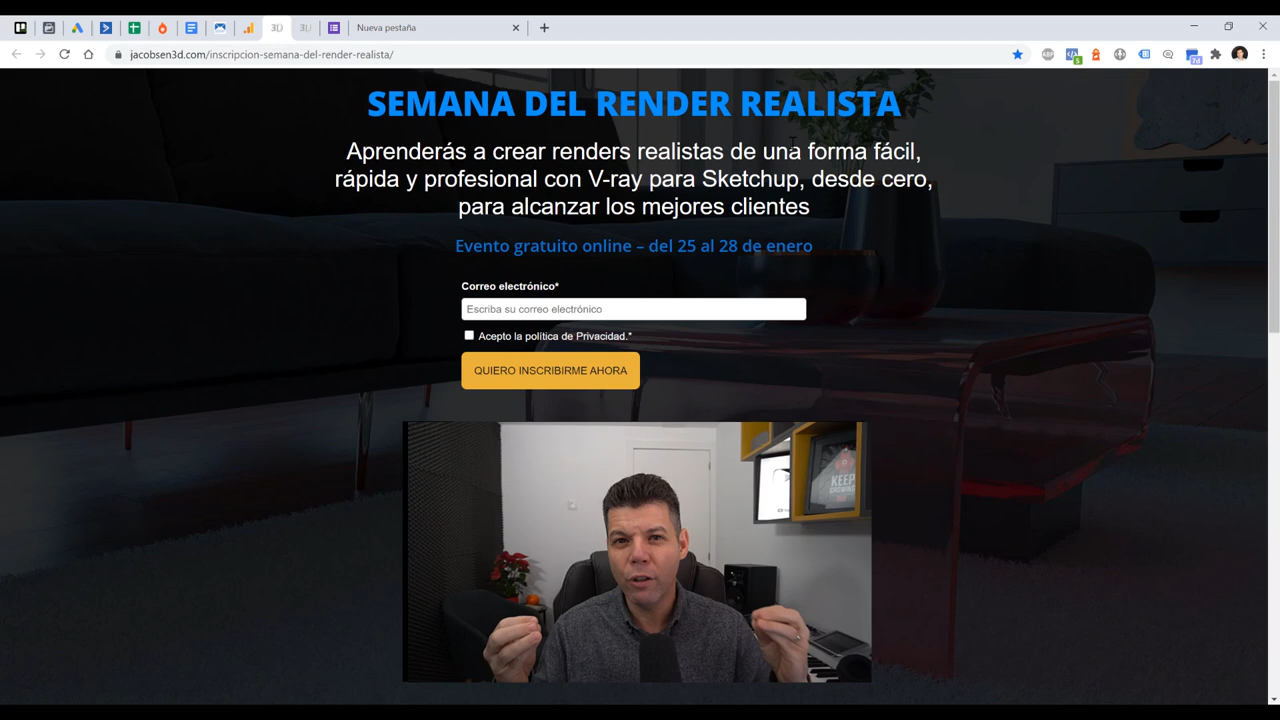 Nueva pestaña
jacobsen3d.com/inscripcion-semana-del-render-realista/
SEMANA DEL RENDER REALISTA
Aprenderás a crear renders realistas de una forma fácil,
rápida y profesional con V-ray para Sketchup, desde cero,
para alcanzar los mejores clientes
Evento gratuito online – del 25 al 28 de enero
Correo electrónico*
Escriba su correo electrónico
Acepto la política de Privacidad.*
QUIERO INSCRIBIRME AHORA
KEEP
GROWING